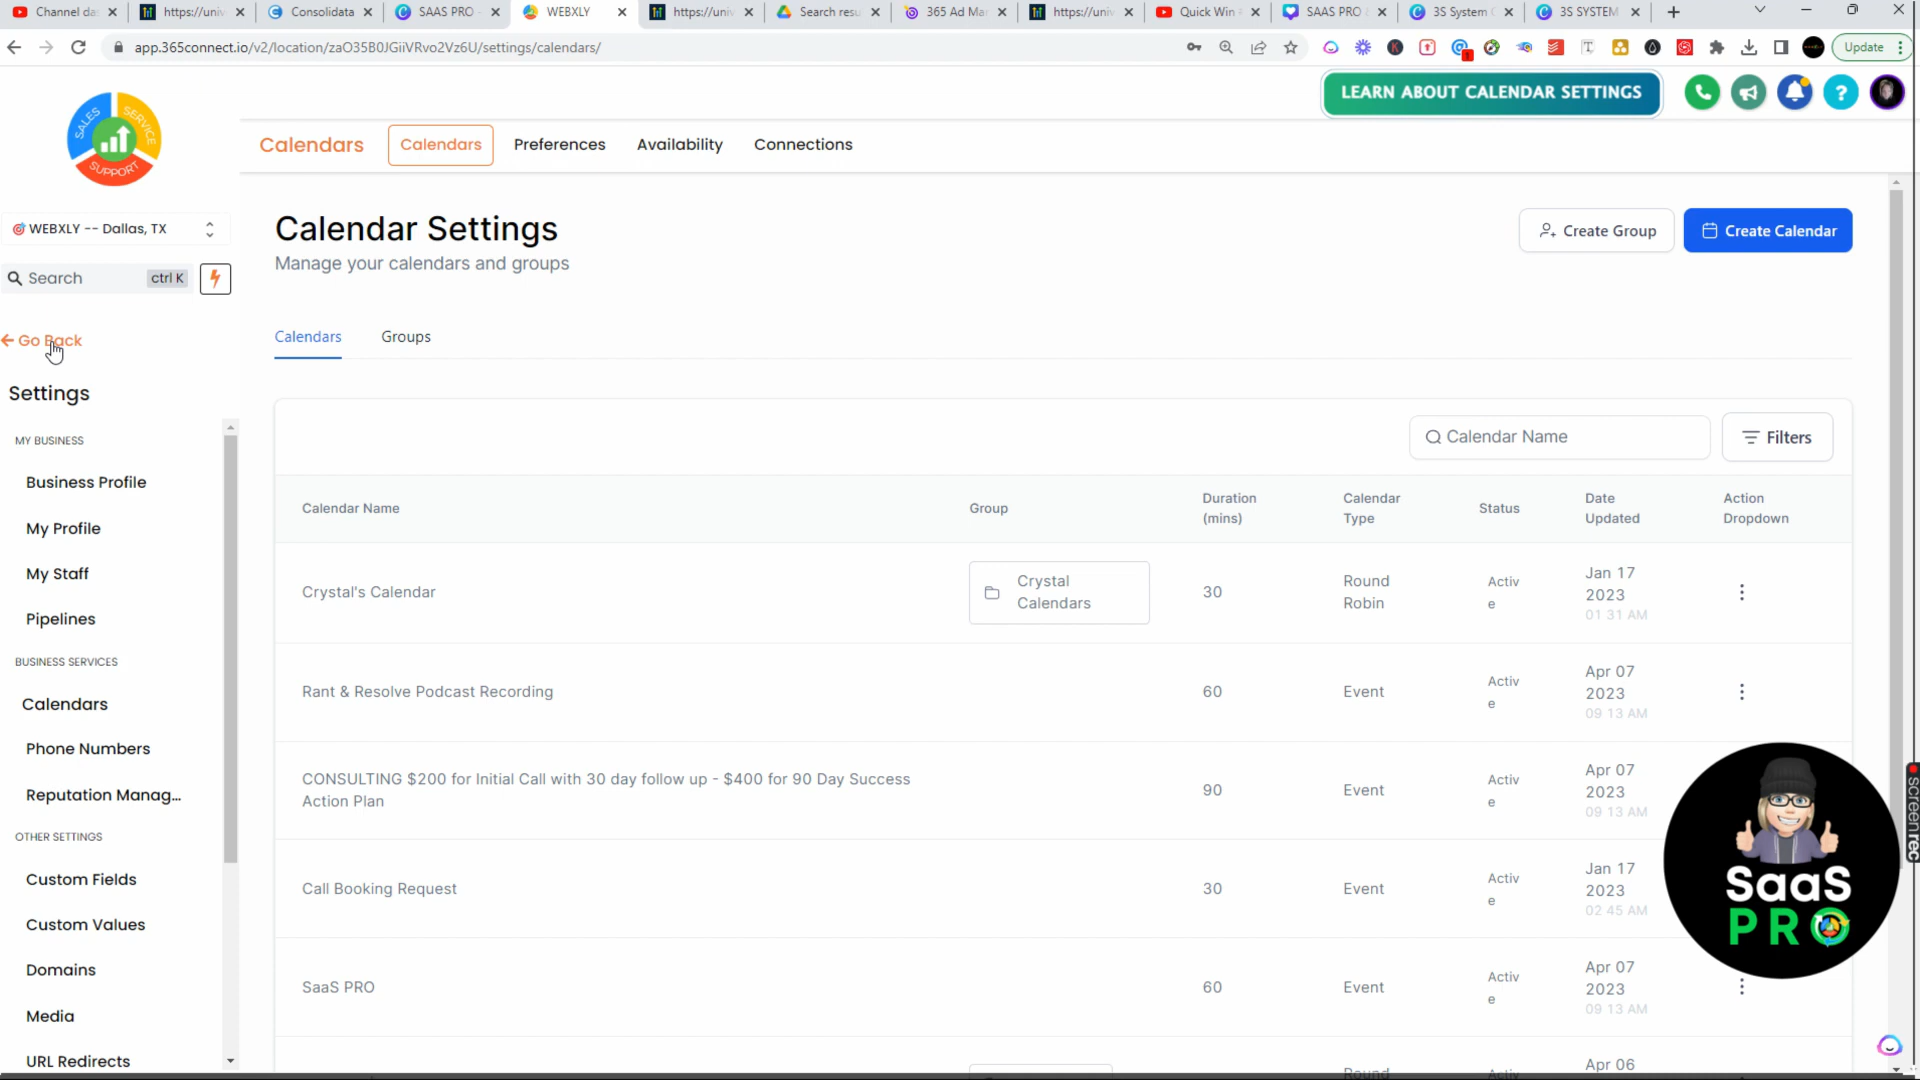 Channel da
https://univ
Consolidata
SAAS PRO -
WEBXLY
https://univ
Search resu
365 Ad Mar
https://univ
Quick Win
SAAS PRO
3S System
3S SYSTEM
app.365connect.io/v2/location/zaO35B0JGiiVRvo2Vz6U/settings/calendars/
Update
SALES
SERVICE
SUPPORT
LEARN ABOUT CALENDAR SETTINGS
Calendars
Calendars
Preferences
Availability
Connections
WEBXLY -- Dallas, TX
Search
ctrl K
Go Back
Settings
MY BUSINESS
Business Profile
My Profile
My Staff
Pipelines
BUSINESS SERVICES
Calendars
Phone Numbers
Reputation Manag...
OTHER SETTINGS
Custom Fields
Custom Values
Domains
Media
URL Redirects
Calendar Settings
Manage your calendars and groups
Create Group
Create Calendar
Calendars
Groups
Calendar Name
Filters
Calendar Name
Group
Duration
(mins)
Calendar
Type
Status
Date
Updated
Action
Dropdown
Crystal's Calendar
Crystal
Calendars
30
Round
Robin
Activ
e
Jan 17
2023
01 31 AM
Rant & Resolve Podcast Recording
60
Event
Activ
e
Apr 07
2023
09 13 AM
CONSULTING $200 for Initial Call with 30 day follow up - $400 for 90 Day Success
Action Plan
90
Event
Activ
e
Apr 07
2023
09 13 AM
Call Booking Request
30
Event
Activ
e
Jan 17
2023
02 45 AM
SaaS PRO
60
Event
Activ
e
Apr 07
2023
09 13 AM
Round
Activ
Apr 06
SaaS
PRO
screenrec